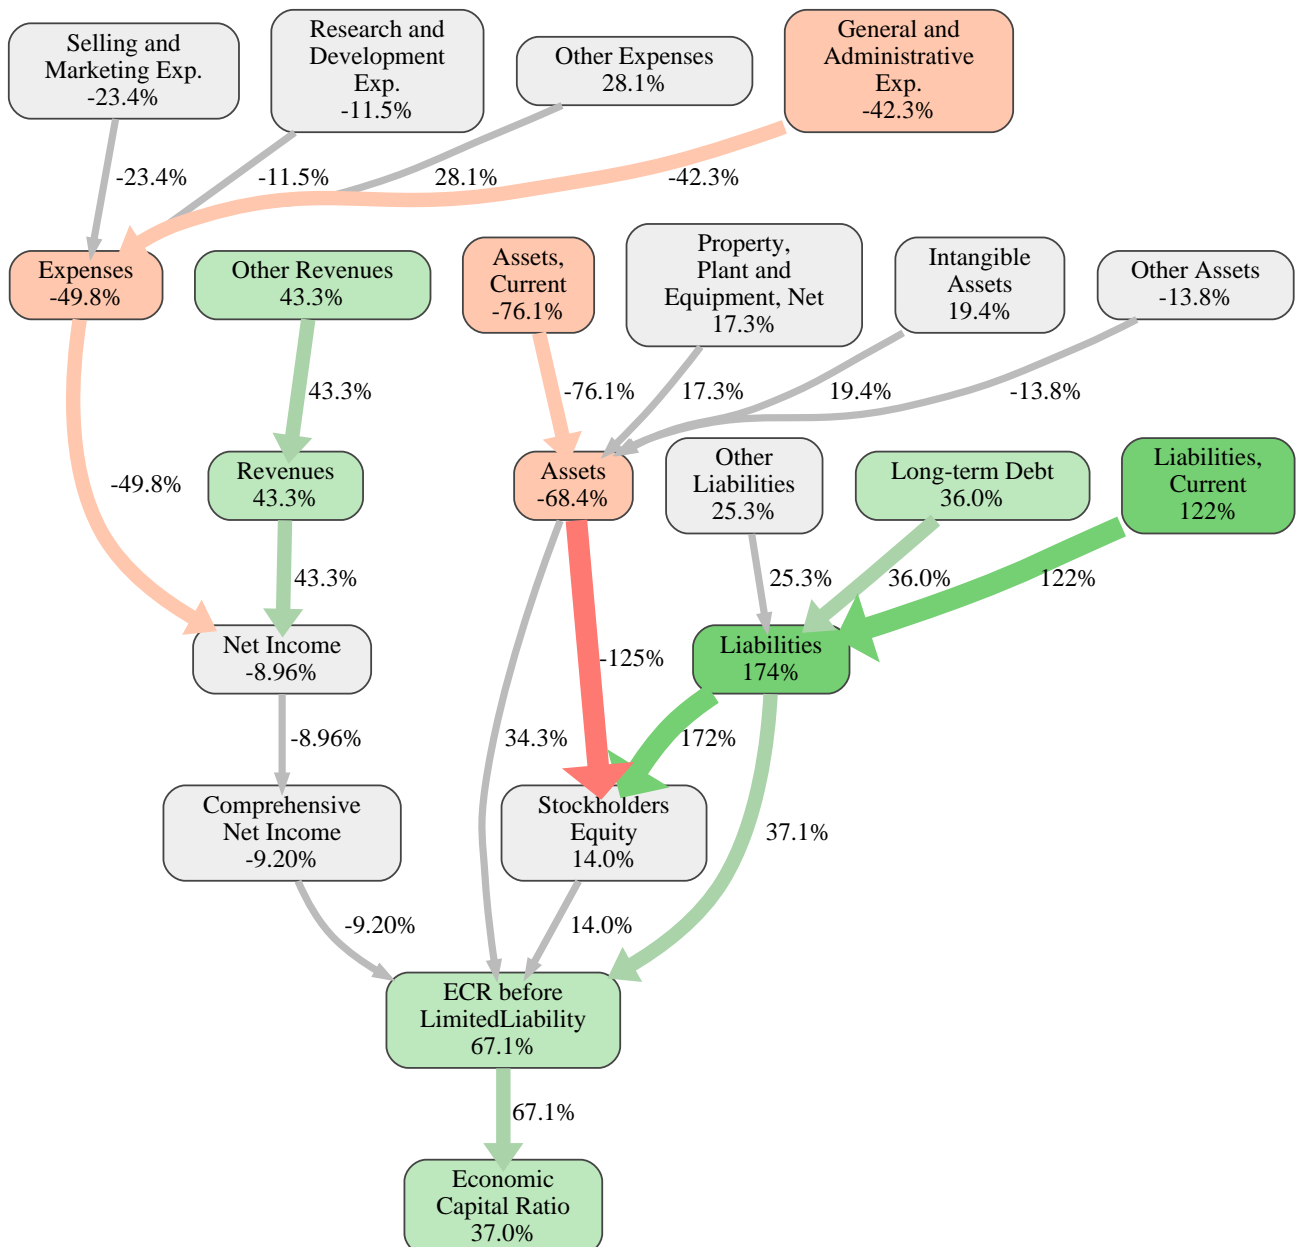 Selling and
Marketing Exp.
-23.4%
Research and
Development
Exp.
-11.5%
Other Expenses
28.1%
General and
Administrative
Exp.
-42.3%
-23.4%
-11.5%
28.1%
-42.3%
Expenses
-49.8%
Other Revenues
43.3%
Assets,
Current
-76.1%
Property,
Plant and
Equipment, Net
17.3%
Intangible
Assets
19.4%
Other Assets
-13.8%
43.3%
-76.1%
17.3%
19.4%
-13.8%
-49.8%
Revenues
43.3%
Assets
-68.4%
Other
Liabilities
25.3%
Long-term Debt
36.0%
Liabilities,
Current
122%
43.3%
25.3%
36.0%
122%
Net Income
-8.96%
-125%
Liabilities
174%
-8.96%
34.3%
172%
Comprehensive
Net Income
-9.20%
Stockholders
Equity
14.0%
37.1%
-9.20%
14.0%
ECR before
LimitedLiability
67.1%
67.1%
Economic
Capital Ratio
37.0%